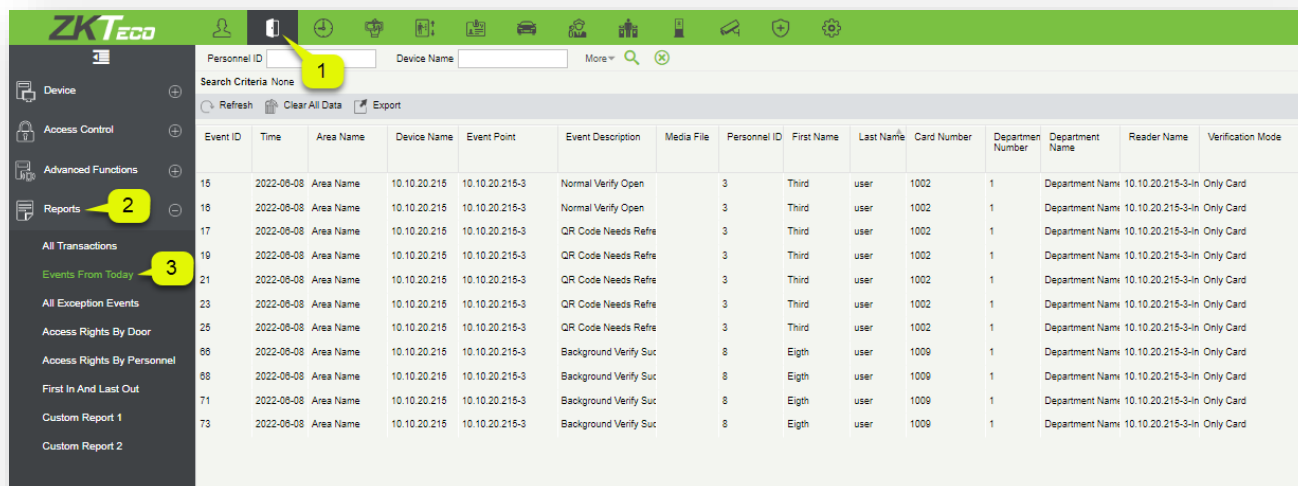 ZKTECO
Personnel ID Device Name More
1
Search Criteria None
Refresh Clear All Data Export
Device
Access Control
Advanced Functions
Reports 2
All Transactions
Events From Today 3
All Exception Events
Access Rights By Door
Access Rights By Personnel
First In And Last Out
Custom Report 1
Custom Report 2
Event ID Time Area Name Device Name Event Point Event Description Media File Personnel ID First Name Last Name Card Number Departmen Number Department Name Reader Name Verification Mode
15 2022-06-08 Area Name 10.10.20.215 10.10.20.215-3 Normal Verify Open 3 Third user 1002 1 Department Name 10.10.20.215-3-In Only Card
16 2022-06-08 Area Name 10.10.20.215 10.10.20.215-3 Normal Verify Open 3 Third user 1002 1 Department Name 10.10.20.215-3-In Only Card
17 2022-06-08 Area Name 10.10.20.215 10.10.20.215-3 QR Code Needs Refre 3 Third user 1002 1 Department Name 10.10.20.215-3-In Only Card
19 2022-06-08 Area Name 10.10.20.215 10.10.20.215-3 QR Code Needs Refre 3 Third user 1002 1 Department Name 10.10.20.215-3-In Only Card
21 2022-06-08 Area Name 10.10.20.215 10.10.20.215-3 QR Code Needs Refre 3 Third user 1002 1 Department Name 10.10.20.215-3-In Only Card
23 2022-06-08 Area Name 10.10.20.215 10.10.20.215-3 QR Code Needs Refre 3 Third user 1002 1 Department Name 10.10.20.215-3-In Only Card
25 2022-06-08 Area Name 10.10.20.215 10.10.20.215-3 QR Code Needs Refre 3 Third user 1002 1 Department Name 10.10.20.215-3-In Only Card
66 2022-06-08 Area Name 10.10.20.215 10.10.20.215-3 Background Verify Suc 8 Eigth user 1009 1 Department Name 10.10.20.215-3-In Only Card
68 2022-06-08 Area Name 10.10.20.215 10.10.20.215-3 Background Verify Suc 8 Eigth user 1009 1 Department Name 10.10.20.215-3-In Only Card
71 2022-06-08 Area Name 10.10.20.215 10.10.20.215-3 Background Verify Suc 8 Eigth user 1009 1 Department Name 10.10.20.215-3-In Only Card
73 2022-06-08 Area Name 10.10.20.215 10.10.20.215-3 Background Verify Suc 8 Eigth user 1009 1 Department Name 10.10.20.215-3-In Only Card